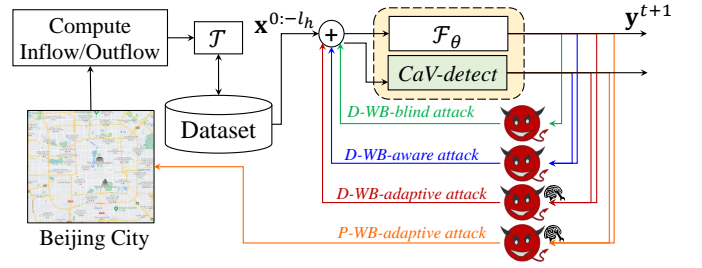 Compute
Inflow/Outflow
𝒯
Dataset
Beijing City
x^{0:-l_h}
+
ℱ_θ
CaV-detect
y^{t+1}
D-WB-blind attack
D-WB-aware attack
D-WB-adaptive attack
P-WB-adaptive attack